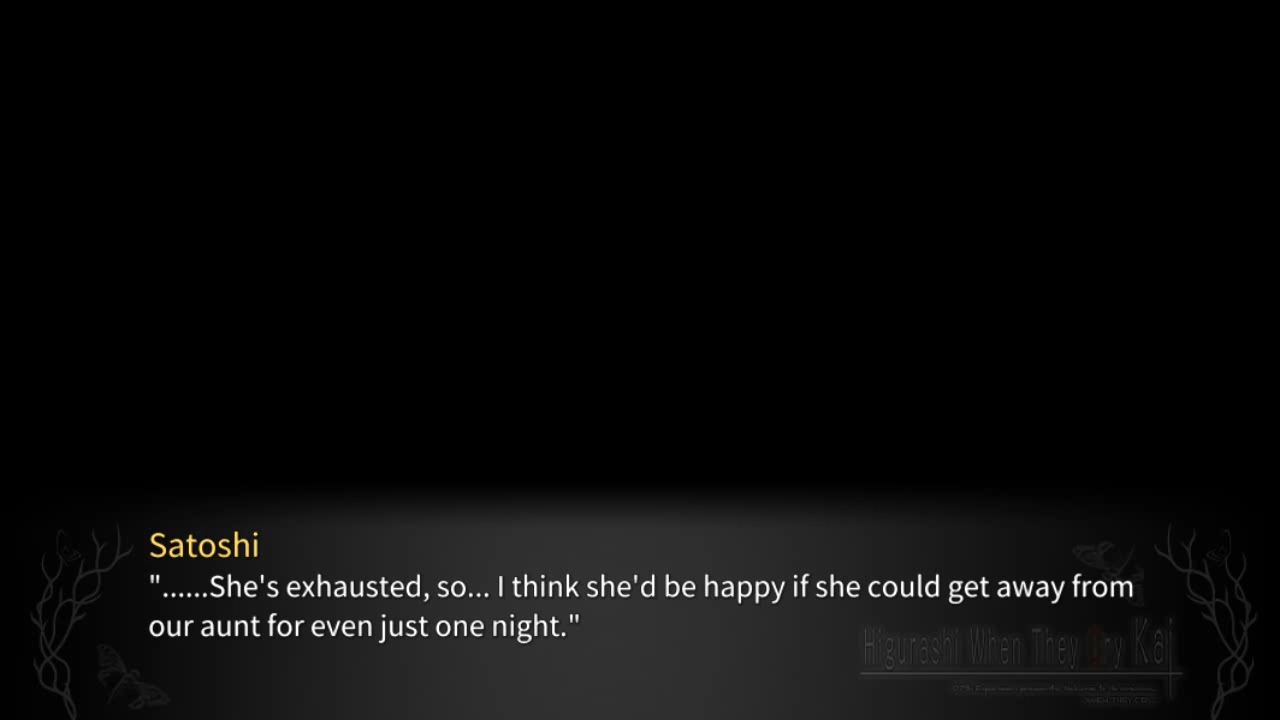 Satoshi
"......She's exhausted, so... I think she'd be happy if she could get away from
our aunt for even just one night."
Higurashi When They Cry Kai